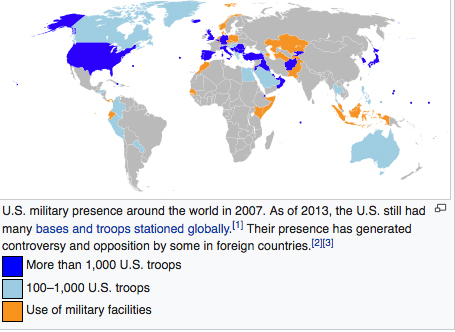 U.S. military presence around the world in 2007. As of 2013, the U.S. still had
many bases and troops stationed globally.[1] Their presence has generated
controversy and opposition by some in foreign countries.[2][3]
More than 1,000 U.S. troops
100–1,000 U.S. troops
Use of military facilities